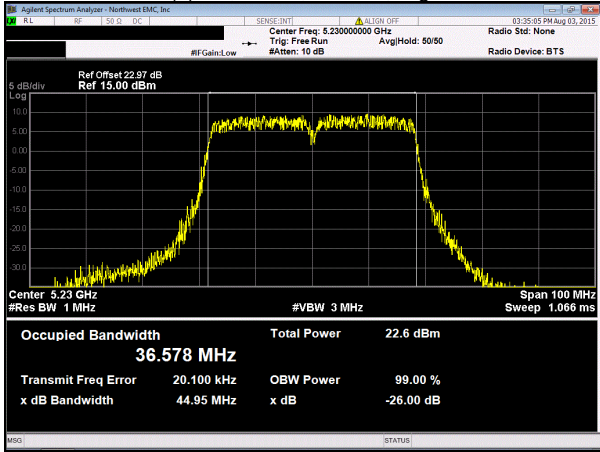 Agilent Spectrum Analyzer - Northwest EMC, Inc
RL RF 50 Ω DC SENSE:INT ALIGN OFF 03:35:05 PM Aug 03, 2015
Center Freq: 5.230000000 GHz Radio Std: None
Trig: Free Run Avg|Hold: 50/50
#IFGain:Low #Atten: 10 dB Radio Device: BTS
Ref Offset 22.97 dB
5 dB/div Ref 15.00 dBm
Log
10.0
5.00
0.00
-5.00
-10.0
-15.0
-20.0
-25.0
-30.0
Center 5.23 GHz Span 100 MHz
#Res BW 1 MHz #VBW 3 MHz Sweep 1.066 ms
Occupied Bandwidth Total Power 22.6 dBm
36.578 MHz
Transmit Freq Error 20.100 kHz OBW Power 99.00 %
x dB Bandwidth 44.95 MHz x dB -26.00 dB
MSG STATUS